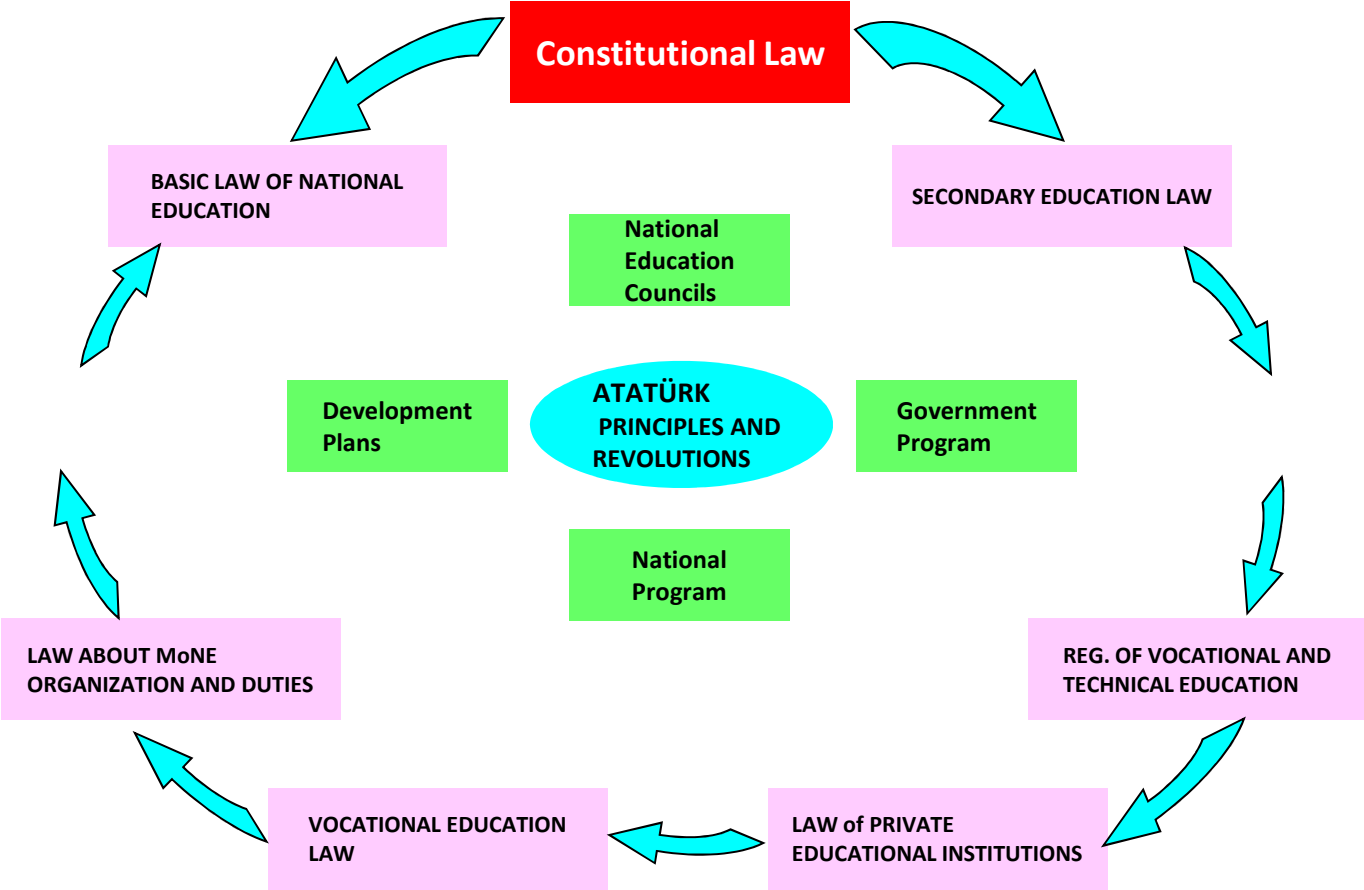 Constitutional Law
BASIC LAW OF NATIONAL
EDUCATION
SECONDARY EDUCATION LAW
National
Education
Councils
Development
Plans
ATATÜRK
PRINCIPLES AND
REVOLUTIONS
Government
Program
National
Program
LAW ABOUT MoNE
ORGANIZATION AND DUTIES
REG. OF VOCATIONAL AND
TECHNICAL EDUCATION
VOCATIONAL EDUCATION
LAW
LAW of PRIVATE
EDUCATIONAL INSTITUTIONS